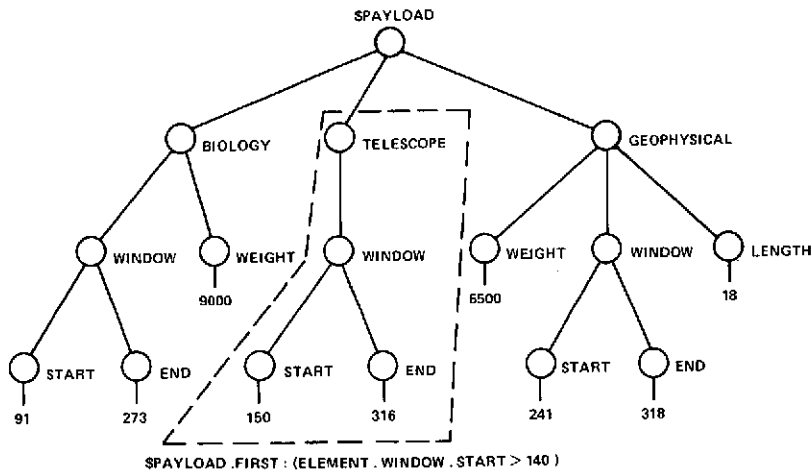 $PAYLOAD
BIOLOGY
TELESCOPE
GEOPHYSICAL
WINDOW
WEIGHT
WINDOW
WEIGHT
WINDOW
LENGTH
9000
6500
18
START
END
START
END
START
END
91
273
150
316
241
318
$PAYLOAD .FIRST : (ELEMENT . WINDOW . START > 140 )